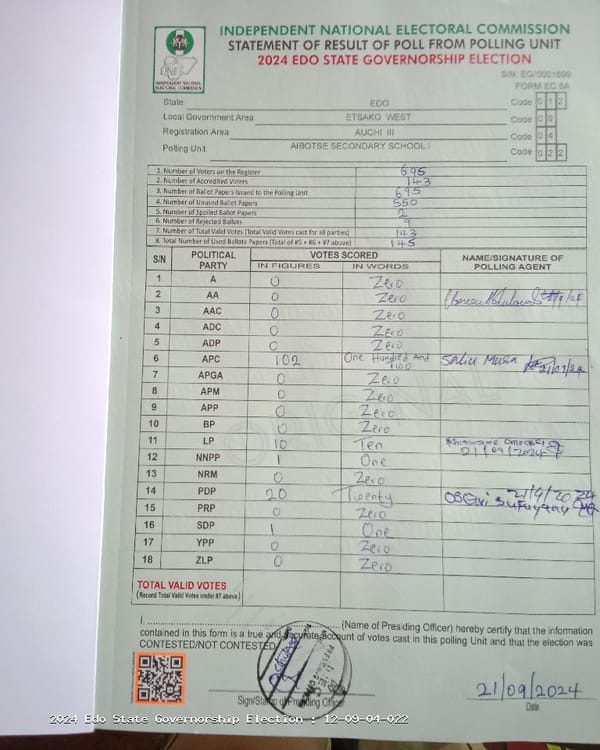 INDEPENDENT NATIONAL ELECTORAL COMMISSION
STATEMENT OF RESULT OF POLL FROM POLLING UNIT
2024 EDO STATE GOVERNORSHIP ELECTION
S/N: EG/0001699
FORM EC 8A
INDEPENDENT NATIONAL ELECTORAL COMMISSION
State EDO Code 0 1 2
Local Government Area ETSAKO WEST Code 0 9
Registration Area AUCHI III Code 0 4
Polling Unit AIBOTSE SECONDARY SCHOOL I Code 0 2 2
1. Number of Voters on the Register 695
2. Number of Accredited Voters 143
3. Number of Ballot Papers Issued to the Polling Unit 695
4. Number of Unused Ballot Papers 550
5. Number of Spoiled Ballot Papers 2
6. Number of Rejected Ballots 9
7. Number of Total Valid Votes (Total Valid Votes cast for all parties) 143
8. Total Number of Used Ballots Papers (Total of #5 + #6 + #7 above) 145
S/N POLITICAL PARTY VOTES SCORED NAME/SIGNATURE OF POLLING AGENT
IN FIGURES IN WORDS
1 A 0 Zero
2 AA 0 Zero
3 AAC 0 Zero
4 ADC 0 Zero
5 ADP 0 Zero
6 APC 102 One Hundred And two Saliu Musa 21/09/24
7 APGA 0 Zero
8 APM 0 Zero
9 APP 0 Zero
10 BP 0 Zero
11 LP 10 Ten 21/09/2024
12 NNPP 1 One
13 NRM 0 Zero
14 PDP 20 Twenty 21/9/2024
15 PRP 0 Zero
16 SDP 1 One
17 YPP 0 Zero
18 ZLP 0 Zero
TOTAL VALID VOTES
(Record Total Valid Votes under #7 above)
I. (Name of Presiding Officer) hereby certify that the information
contained in this form is a true and accurate account of votes cast in this polling Unit and that the election was
CONTESTED/NOT CONTESTED
Sign/Stamp of Presiding Officer
21/09/2024
Date
2024 Edo State Governorship Election : 12-09-04-022